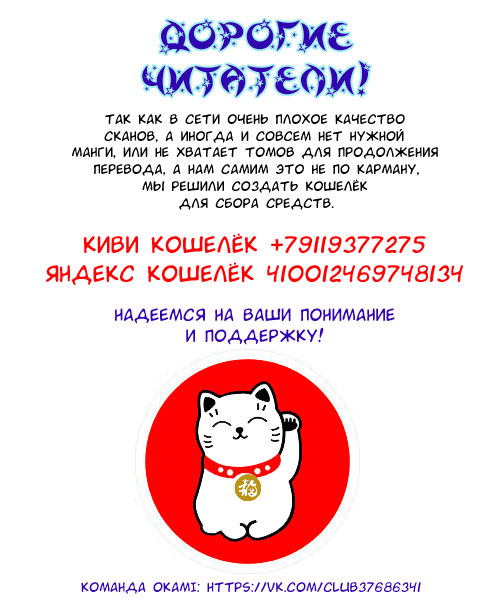 ДОРОГИЕ
ЧИТАТЕЛИ!
ТАК КАК В СЕТИ ОЧЕНЬ ПЛОХОЕ КАЧЕСТВО
СКАНОВ, А ИНОГДА И СОВСЕМ НЕТ НУЖНОЙ
МАНГИ, ИЛИ НЕ ХВАТАЕТ ТОМОВ ДЛЯ ПРОДОЛЖЕНИЯ
ПЕРЕВОДА, А НАМ САМИМ ЭТО НЕ ПО КАРМАНУ,
МЫ РЕШИЛИ СОЗДАТЬ КОШЕЛЁК
ДЛЯ СБОРА СРЕДСТВ.
КИВИ КОШЕЛЁК +79119377275
ЯНДЕКС КОШЕЛЁК 410012469748134
НАДЕЕМСЯ НА ВАШИ ПОНИМАНИЕ
И ПОДДЕРЖКУ!
福
КОМАНДА OKAMI: HTTPS://VK.COM/CLUB37686341